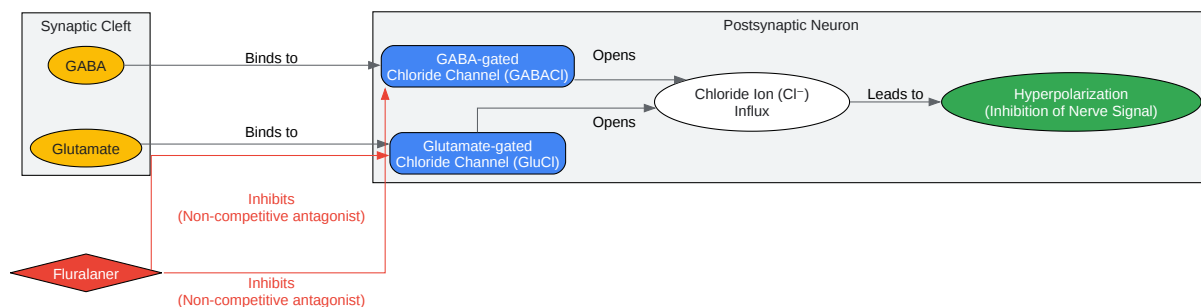 Synaptic Cleft
Postsynaptic Neuron
GABA
Binds to
GABA-gated
Chloride Channel (GABACl)
Opens
Chloride Ion (Cl⁻)
Influx
Leads to
Hyperpolarization
(Inhibition of Nerve Signal)
Glutamate
Binds to
Glutamate-gated
Chloride Channel (GluCl)
Opens
Inhibits
(Non-competitive antagonist)
Fluralaner
Inhibits
(Non-competitive antagonist)